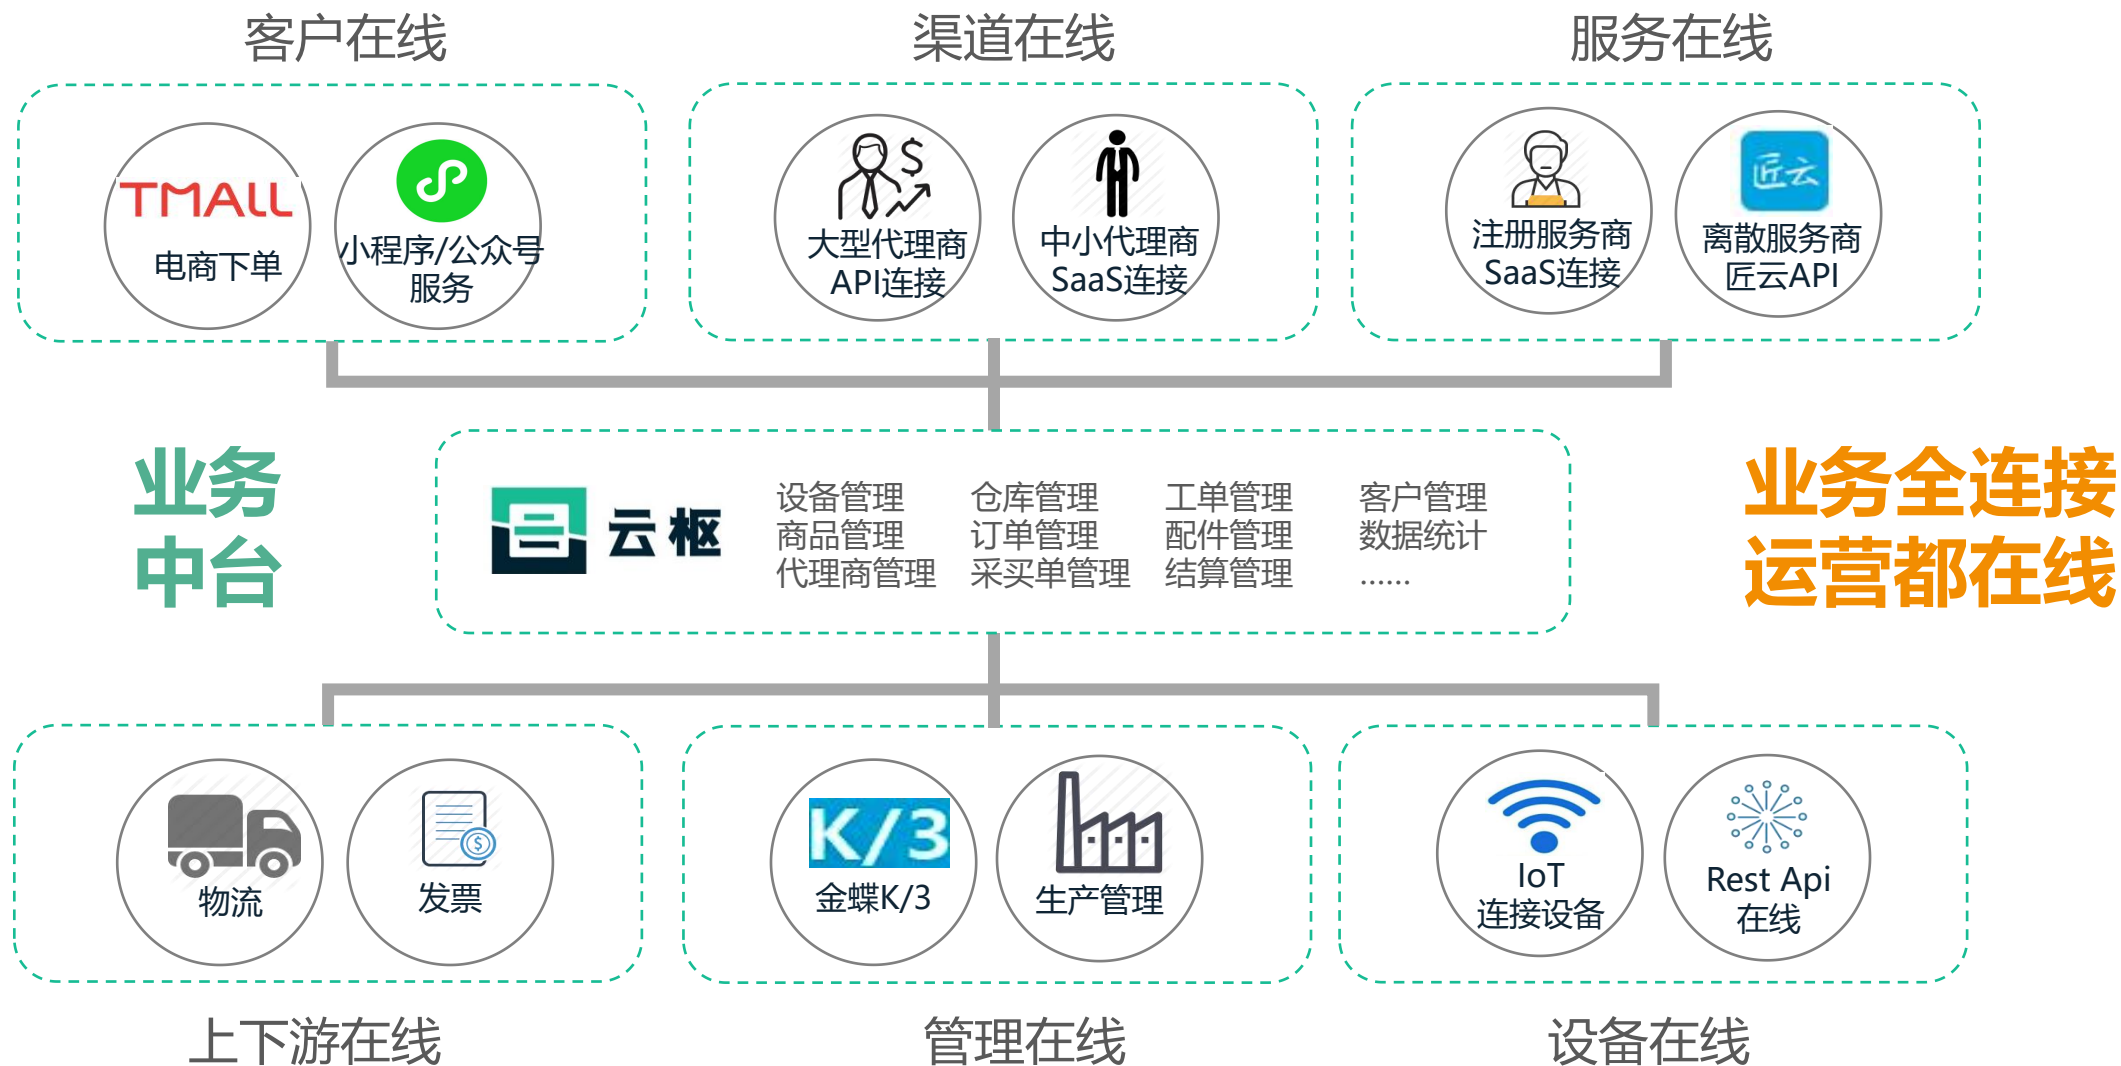 客户在线
渠道在线
服务在线
TMALL
电商下单
小程序/公众号
服务
大型代理商
API连接
中小代理商
SaaS连接
注册服务商
SaaS连接
匠云
离散服务商
匠云API
业务
中台
云枢
设备管理 仓库管理 工单管理 客户管理
商品管理 订单管理 配件管理 数据统计
代理商管理 采买单管理 结算管理 ……
业务全连接
运营都在线
物流
发票
K/3
金蝶K/3
生产管理
IoT
连接设备
Rest Api
在线
上下游在线
管理在线
设备在线